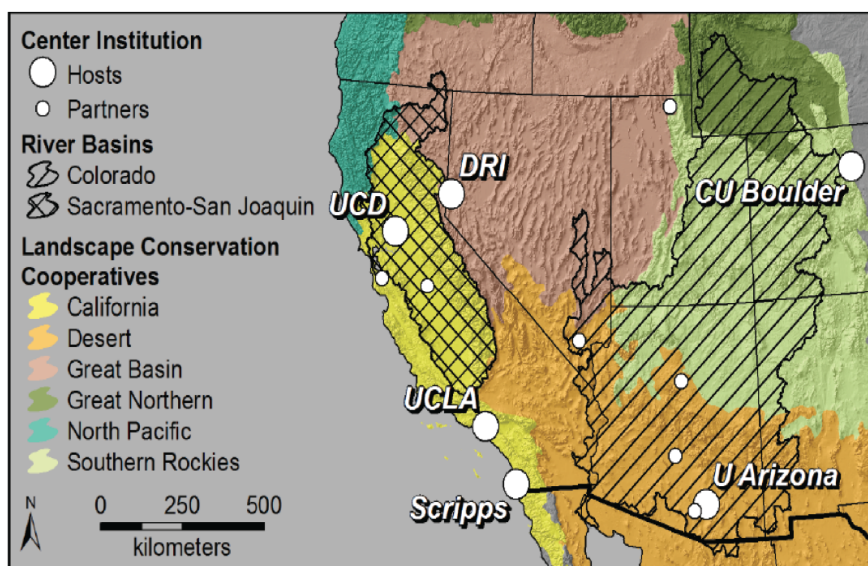 Center Institution
Hosts
Partners
River Basins
Colorado
Sacramento-San Joaquin
Landscape Conservation
Cooperatives
California
Desert
Great Basin
Great Northern
North Pacific
Southern Rockies
N
0 250 500
kilometers
DRI
UCD
CU Boulder
UCLA
Scripps
U Arizona